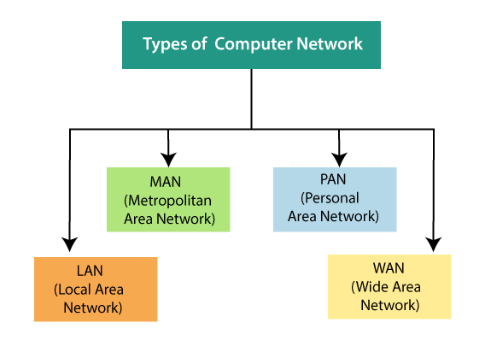 Types of Computer Network
MAN
(Metropolitan
Area Network)
PAN
(Personal
Area Network)
LAN
(Local Area
Network)
WAN
(Wide Area
Network)